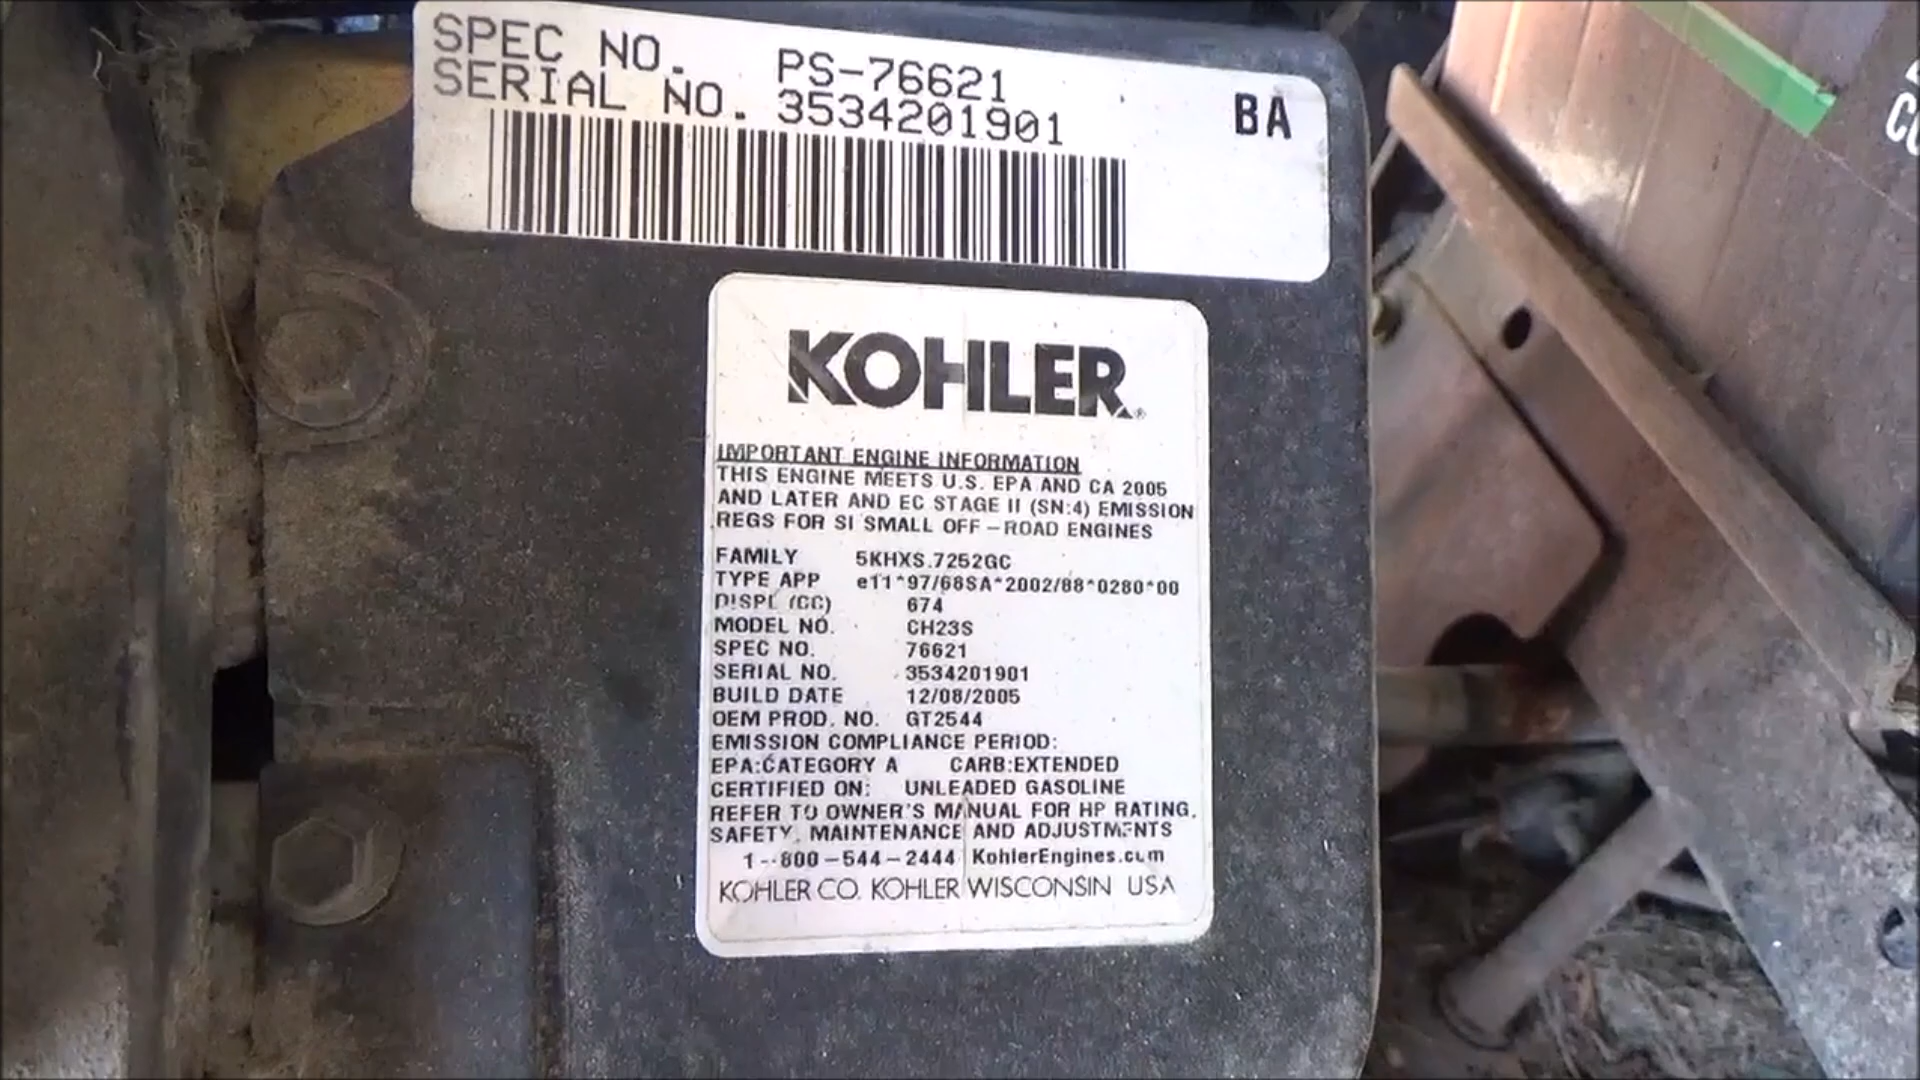 SPEC NO. PS-76621
SERIAL NO. 3534201901
BA
KOHLER®
IMPORTANT ENGINE INFORMATION
THIS ENGINE MEETS U.S. EPA AND CA 2005
AND LATER AND EC STAGE II (SN:4) EMISSION
REGS FOR SI SMALL OFF-ROAD ENGINES
FAMILY 5KHXS.7252GC
TYPE APP e11*97/68SA*2002/88*0280*00
DISPL (CC) 674
MODEL NO. CH23S
SPEC NO. 76621
SERIAL NO. 3534201901
BUILD DATE 12/08/2005
OEM PROD. NO. GT2544
EMISSION COMPLIANCE PERIOD:
EPA:CATEGORY A CARB:EXTENDED
CERTIFIED ON: UNLEADED GASOLINE
REFER TO OWNER'S MANUAL FOR HP RATING,
SAFETY, MAINTENANCE AND ADJUSTMENTS
1-800-544-2444 KohlerEngines.com
KOHLER CO. KOHLER WISCONSIN USA